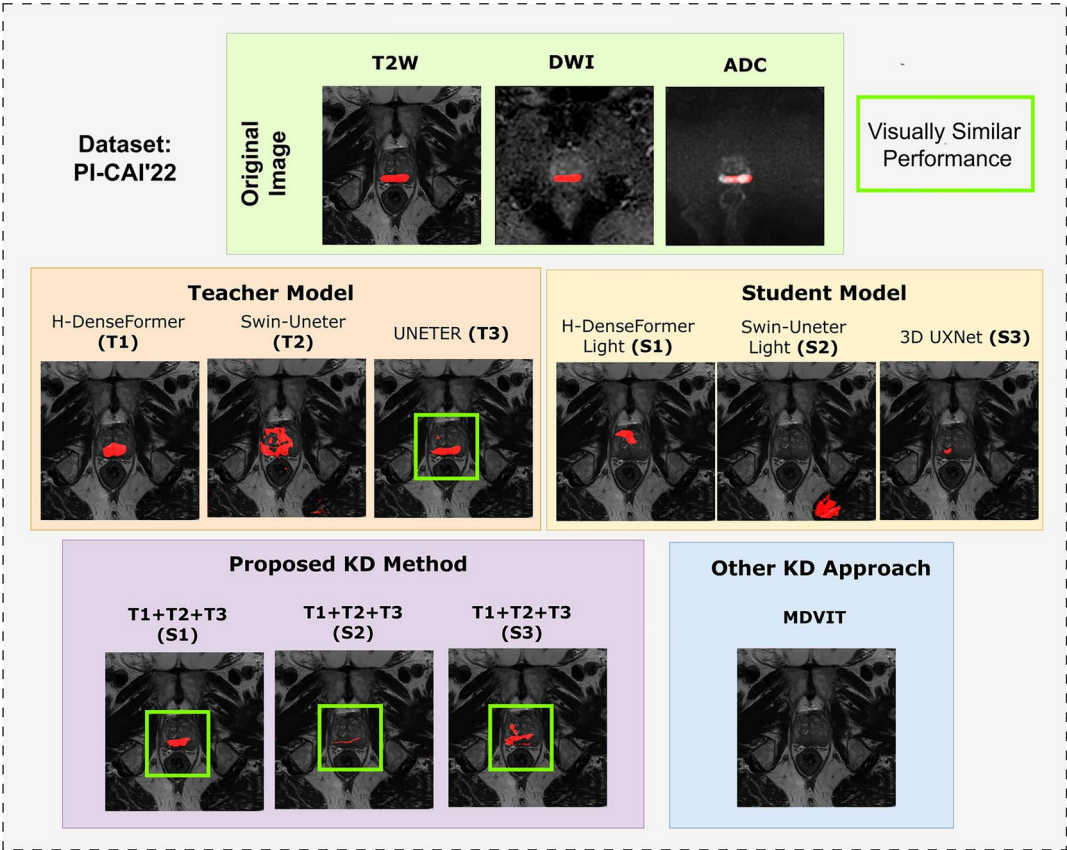 T2W
DWI
ADC
Dataset:
PI-CAI'22
Original
Image
Visually Similar
Performance
Teacher Model
H-DenseFormer
(T1)
Swin-Uneter
(T2)
UNETER (T3)
Student Model
H-DenseFormer
Light (S1)
Swin-Uneter
Light (S2)
3D UXNet (S3)
Proposed KD Method
T1+T2+T3
(S1)
T1+T2+T3
(S2)
T1+T2+T3
(S3)
Other KD Approach
MDVIT